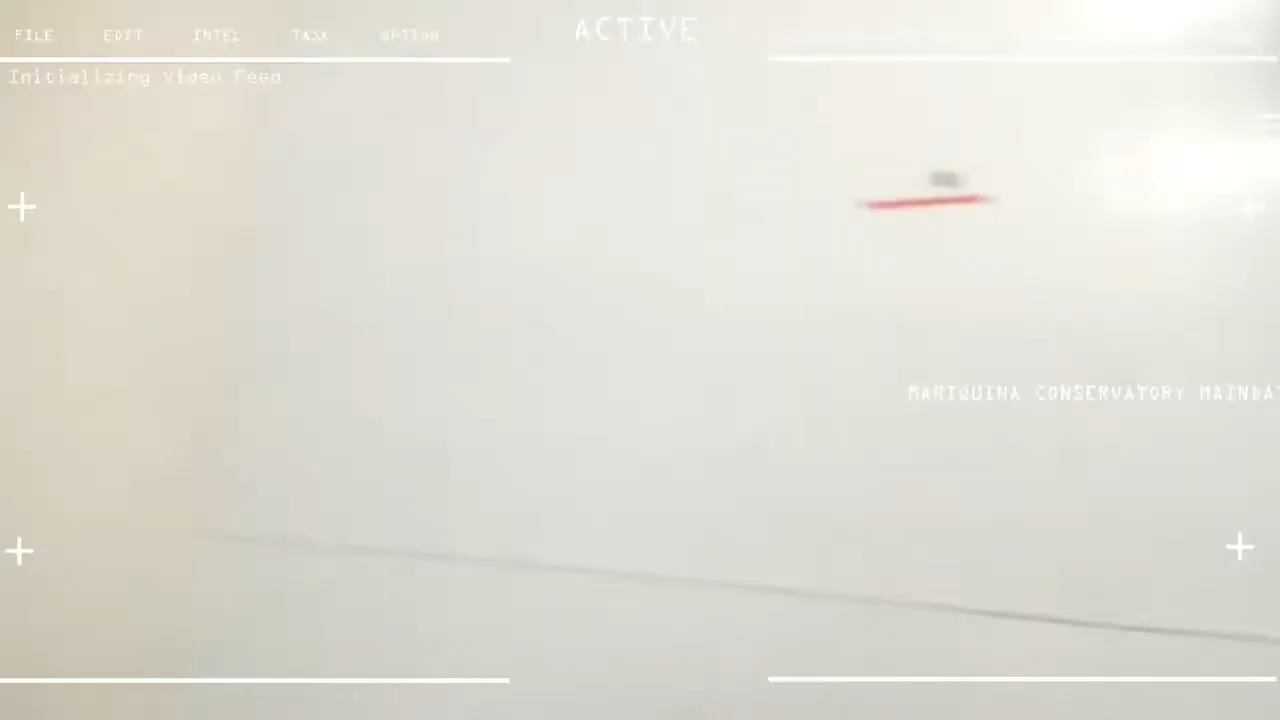 ACTIVE
FILE EDIT INTEL TASK OPTION
Initializing Video Feed
MARIQUINA CONSERVATORY MAINDAT